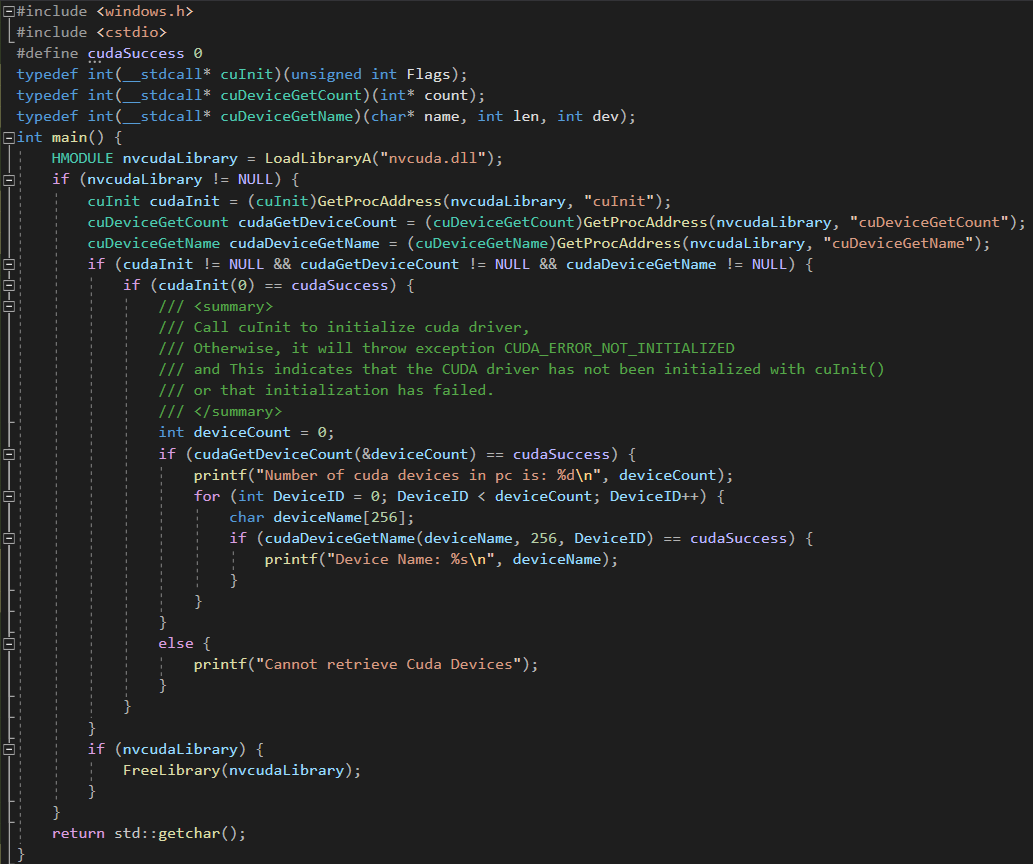 #include <windows.h>
#include <cstdio>
#define cudaSuccess 0
typedef int(__stdcall* cuInit)(unsigned int Flags);
typedef int(__stdcall* cuDeviceGetCount)(int* count);
typedef int(__stdcall* cuDeviceGetName)(char* name, int len, int dev);
int main() {
    HMODULE nvcudaLibrary = LoadLibraryA("nvcuda.dll");
    if (nvcudaLibrary != NULL) {
        cuInit cudaInit = (cuInit)GetProcAddress(nvcudaLibrary, "cuInit");
        cuDeviceGetCount cudaGetDeviceCount = (cuDeviceGetCount)GetProcAddress(nvcudaLibrary, "cuDeviceGetCount");
        cuDeviceGetName cudaDeviceGetName = (cuDeviceGetName)GetProcAddress(nvcudaLibrary, "cuDeviceGetName");
        if (cudaInit != NULL && cudaGetDeviceCount != NULL && cudaDeviceGetName != NULL) {
            if (cudaInit(0) == cudaSuccess) {
                /// <summary>
                /// Call cuInit to initialize cuda driver,
                /// Otherwise, it will throw exception CUDA_ERROR_NOT_INITIALIZED
                /// and This indicates that the CUDA driver has not been initialized with cuInit()
                /// or that initialization has failed.
                /// </summary>
                int deviceCount = 0;
                if (cudaGetDeviceCount(&deviceCount) == cudaSuccess) {
                    printf("Number of cuda devices in pc is: %d\n", deviceCount);
                    for (int DeviceID = 0; DeviceID < deviceCount; DeviceID++) {
                        char deviceName[256];
                        if (cudaDeviceGetName(deviceName, 256, DeviceID) == cudaSuccess) {
                            printf("Device Name: %s\n", deviceName);
                        }
                    }
                }
                else {
                    printf("Cannot retrieve Cuda Devices");
                }
            }
        }
        if (nvcudaLibrary) {
            FreeLibrary(nvcudaLibrary);
        }
    }
    return std::getchar();
}